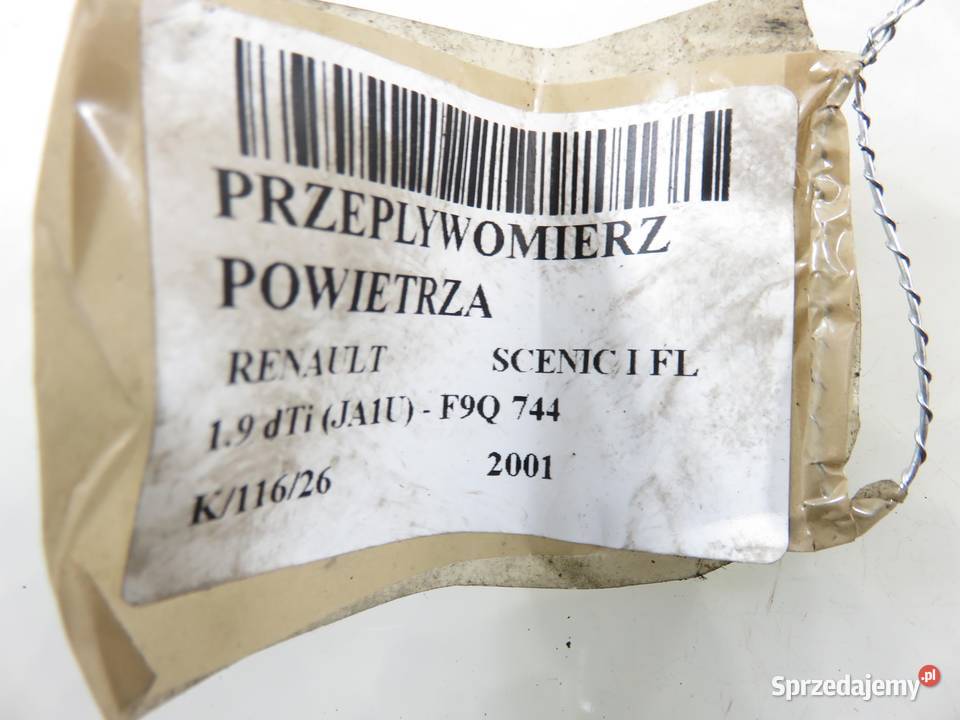 PRZEPLYWOMIERZ
POWIETRZA
RENAULT SCENIC I FL
1.9 dTi (JA1U) - F9Q 744
K/116/26 2001
Sprzedajemy.pl